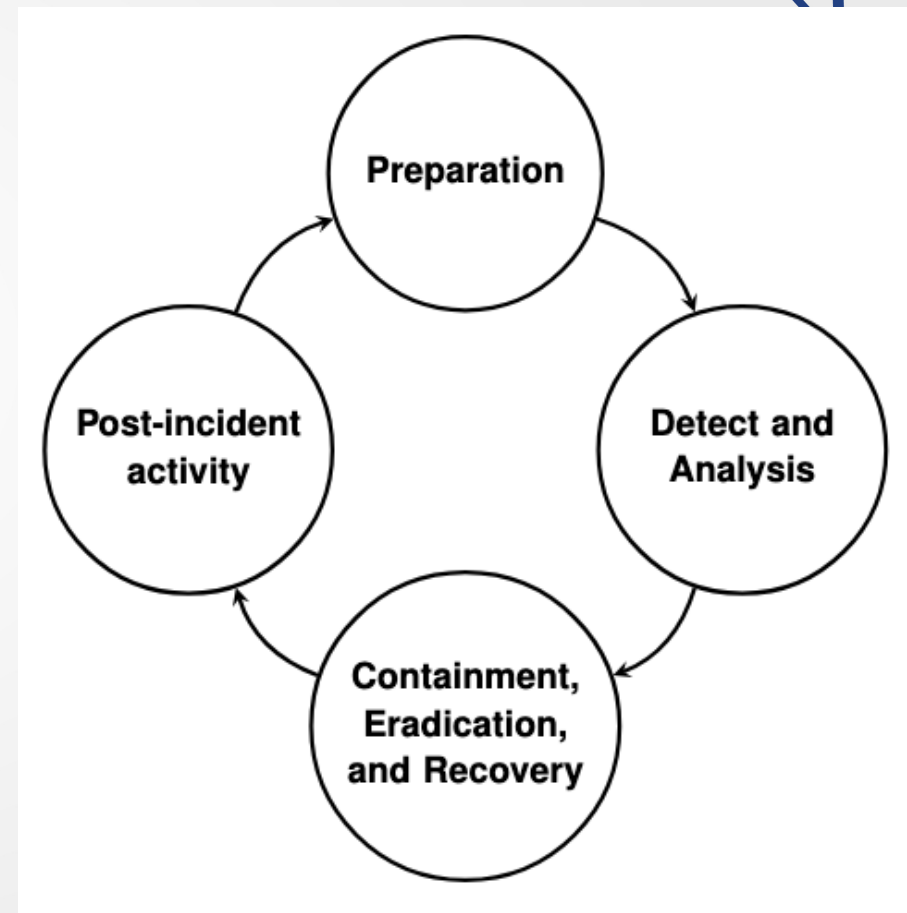 Preparation
Detect and
Analysis
Containment,
Eradication,
and Recovery
Post-incident
activity